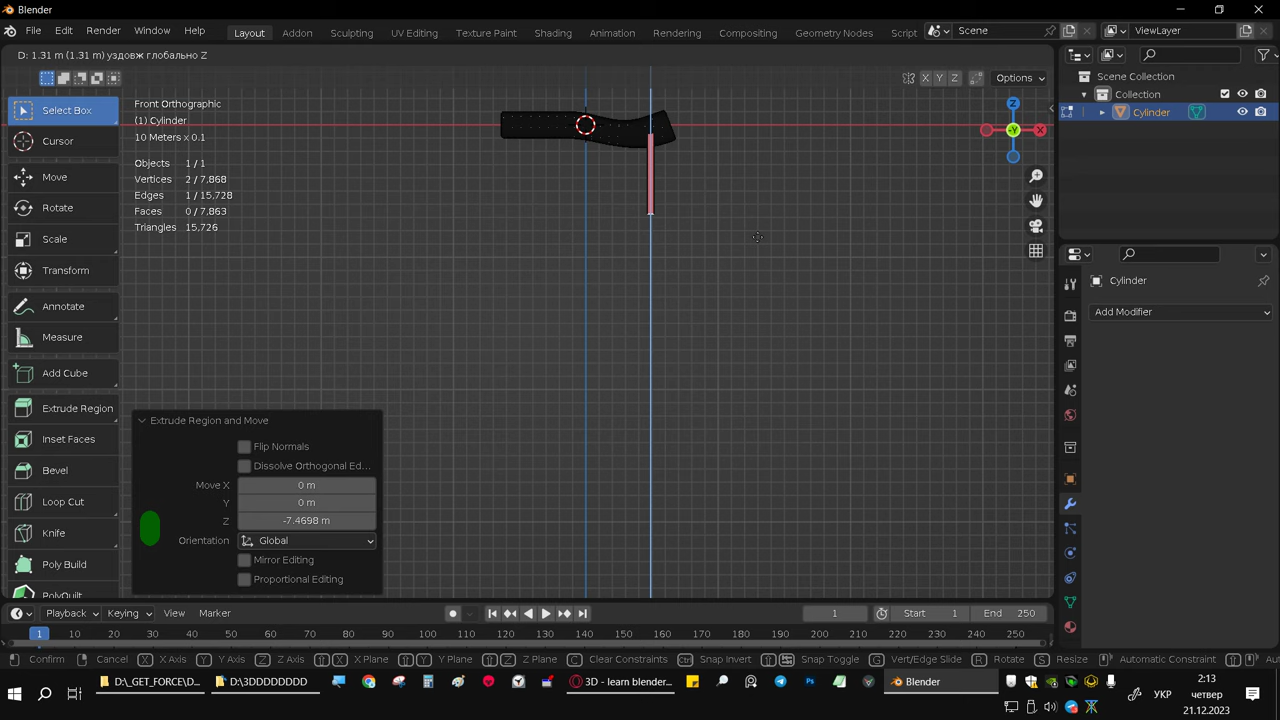 Blender
File Edit Render Window Help
Layout Addon Modeling Sculpting UV Editing Texture Paint Shading Animation Rendering Compositing Geometry Nodes Script
Scene
ViewLayer
D: 1.31 m (1.31 m) уздовж глобально Z
X Y Z
Options
Select Box
Cursor
Move
Rotate
Scale
Transform
Annotate
Measure
Add Cube
Extrude Region
Inset Faces
Bevel
Loop Cut
Knife
Poly Build
PolyQuilt
Front Orthographic
(1) Cylinder
10 Meters x 0.1
Objects 1 / 1
Vertices 2 / 7,868
Edges 1 / 15,728
Faces 0 / 7,863
Triangles 15,726
Z
-Y
X
Extrude Region and Move
Flip Normals
Dissolve Orthogonal Ed...
Move X 0 m
Y 0 m
Z -7.4698 m
Orientation Global
Mirror Editing
Proportional Editing
Scene Collection
Collection
Cylinder
Cylinder
Add Modifier
Playback Keying View Marker
1
Start 1
End 250
1 10 20 30 40 50 60 70 80 90 100 110 120 130 140 150 160 170 180 190 200 210 220 230 240 250
Confirm Cancel X X Axis Y Y Axis Z Z Axis X X Plane Y Y Plane Z Z Plane C Clear Constraints Ctrl Snap Invert Snap Toggle G Vert/Edge Slide R Rotate S Resize Automatic Constraint Au
D:\_GET_FORCE\D...
D:\3DDDDDDDD
3D - learn blender...
Blender
УКР
2:13
четвер
21.12.2023